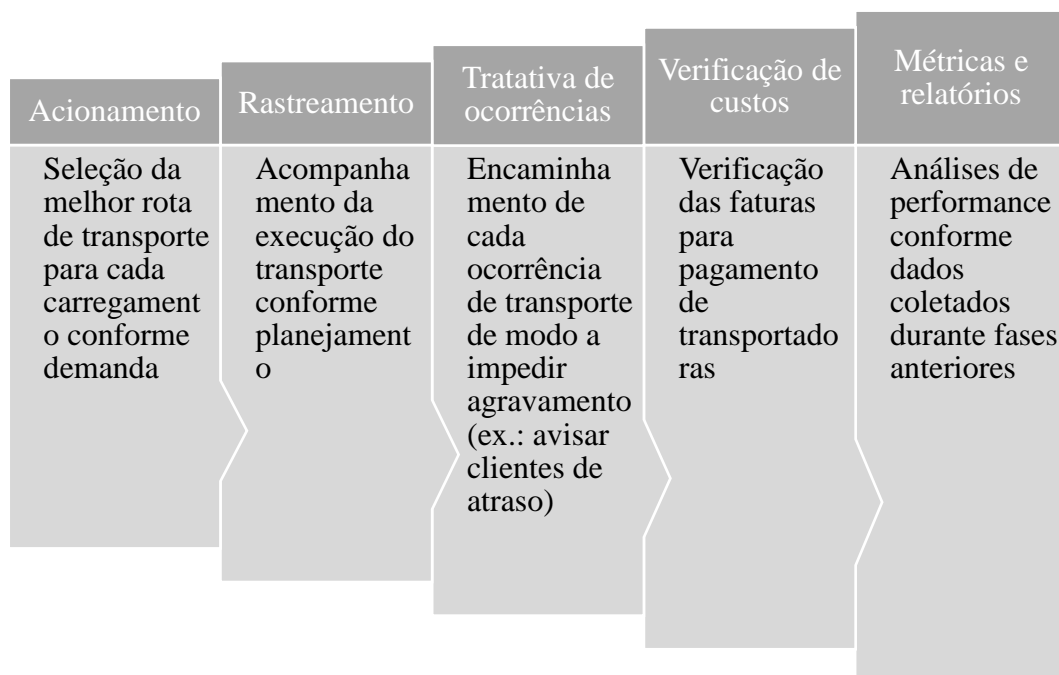 Acionamento
Seleção da
melhor rota
de transporte
para cada
carregament
o conforme
demanda
Rastreamento
Acompanha
mento da
execução do
transporte
conforme
planejament
o
Tratativa de
ocorrências
Encaminha
mento de
cada
ocorrência
de transporte
de modo a
impedir
agravamento
(ex.: avisar
clientes de
atraso)
Verificação de
custos
Verificação
das faturas
para
pagamento
de
transportado
ras
Métricas e
relatórios
Análises de
performance
conforme
dados
coletados
durante fases
anteriores